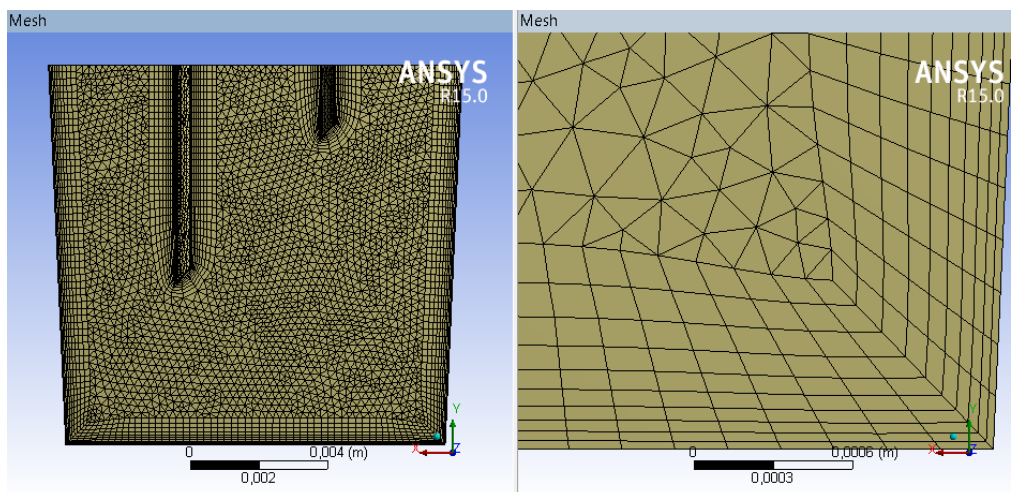 Mesh
ANSYS
R15.0
Y
X
Z
0
0,004 (m)
0,002
Mesh
ANSYS
R15.0
Y
X
Z
0
0,0006 (m)
0,0003